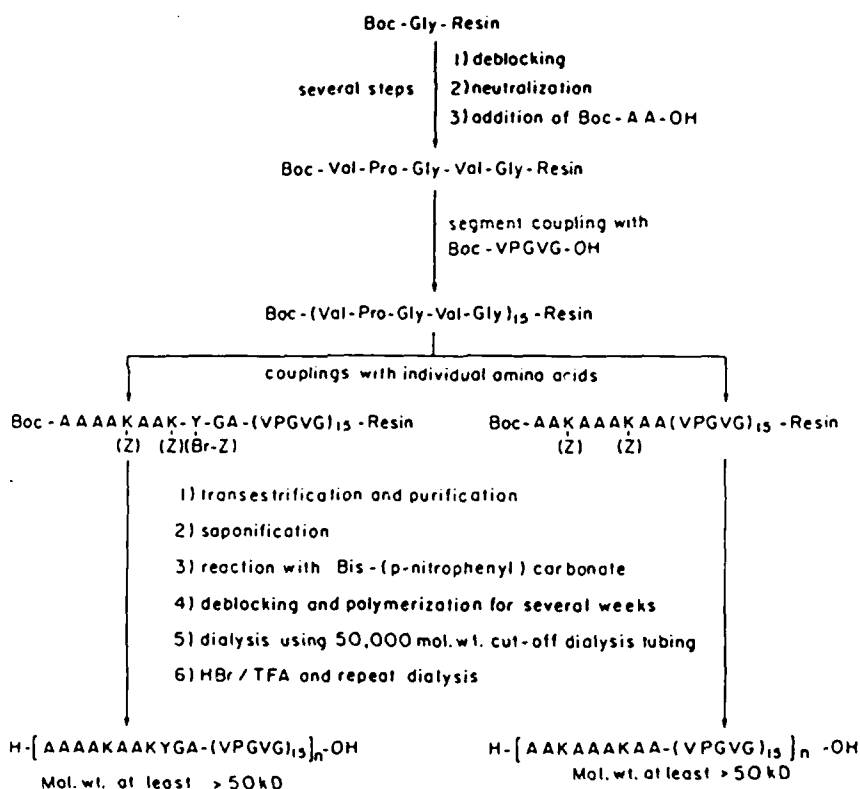 Boc-Gly-Resin
several steps
1) deblocking
2) neutralization
3) addition of Boc-AA-OH
Boc-Val-Pro-Gly-Val-Gly-Resin
segment coupling with
Boc-VPGVG-OH
Boc-(Val-Pro-Gly-Val-Gly)15-Resin
couplings with individual amino acids
Boc-AAAAKAAK-Y-GA-(VPGVG)15-Resin
(Z) (Z)(Br-Z)
Boc-AAKAAAKAA(VPGVG)15-Resin
(Z) (Z)
1) transestrification and purification
2) saponification
3) reaction with Bis-(p-nitrophenyl) carbonate
4) deblocking and polymerization for several weeks
5) dialysis using 50,000 mol.wt. cut-off dialysis tubing
6) HBr/TFA and repeat dialysis
H-[AAAAKAAKYGA-(VPGVG)15]n-OH
Mol.wt. at least >50kD
H-[AAKAAAKAA-(VPGVG)15]n-OH
Mol.wt. at least >50kD